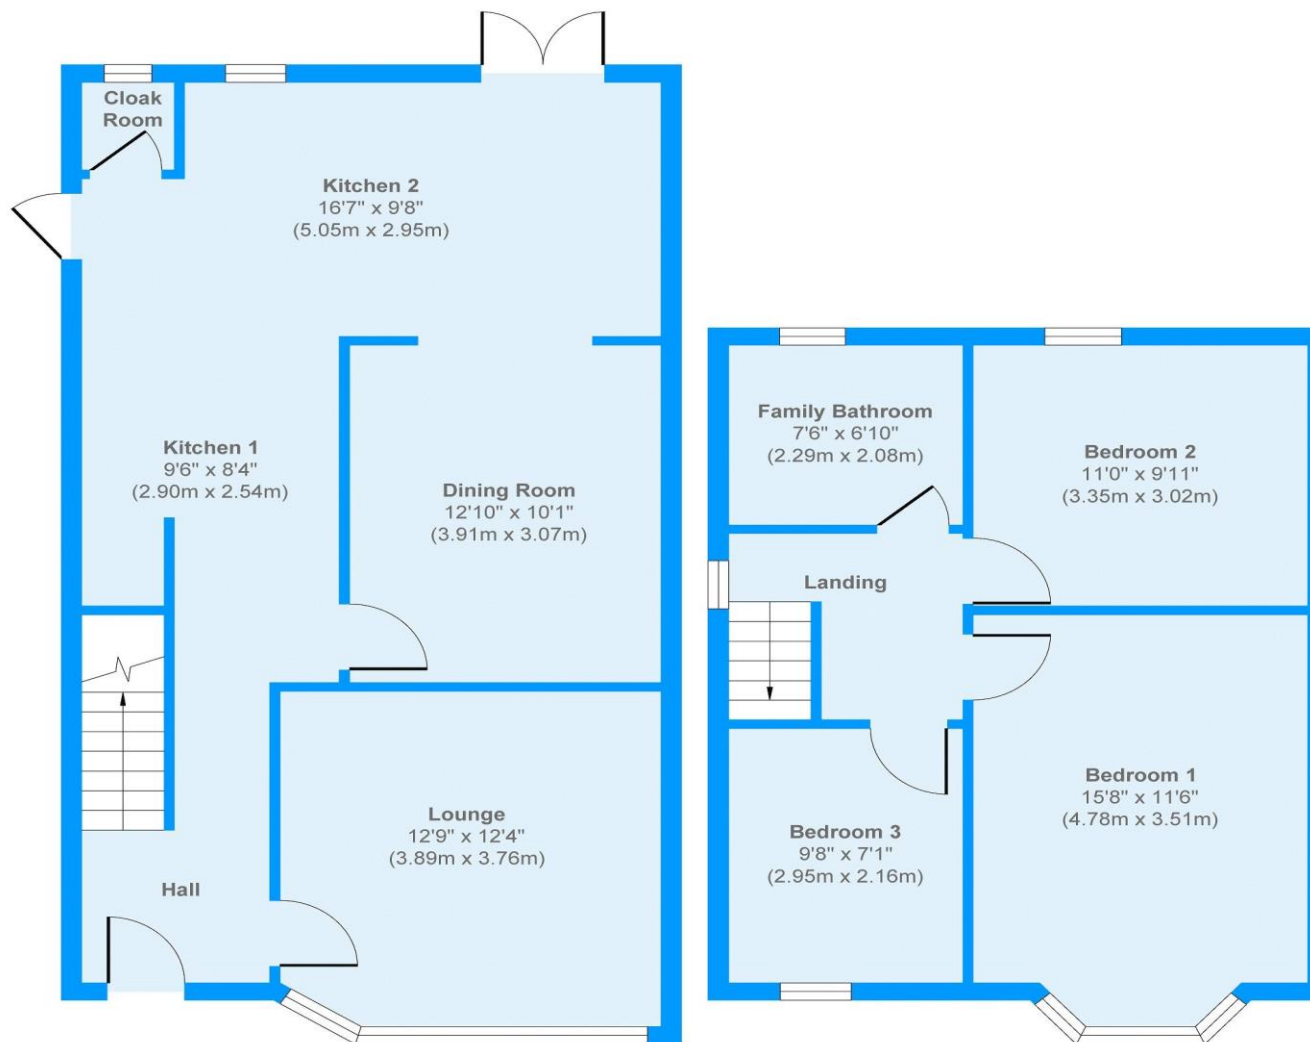 Cloak
Room
Kitchen 2
16'7" x 9'8"
(5.05m x 2.95m)
Kitchen 1
9'6" x 8'4"
(2.90m x 2.54m)
Dining Room
12'10" x 10'1"
(3.91m x 3.07m)
Lounge
12'9" x 12'4"
(3.89m x 3.76m)
Hall
Family Bathroom
7'6" x 6'10"
(2.29m x 2.08m)
Bedroom 2
11'0" x 9'11"
(3.35m x 3.02m)
Landing
Bedroom 1
15'8" x 11'6"
(4.78m x 3.51m)
Bedroom 3
9'8" x 7'1"
(2.95m x 2.16m)